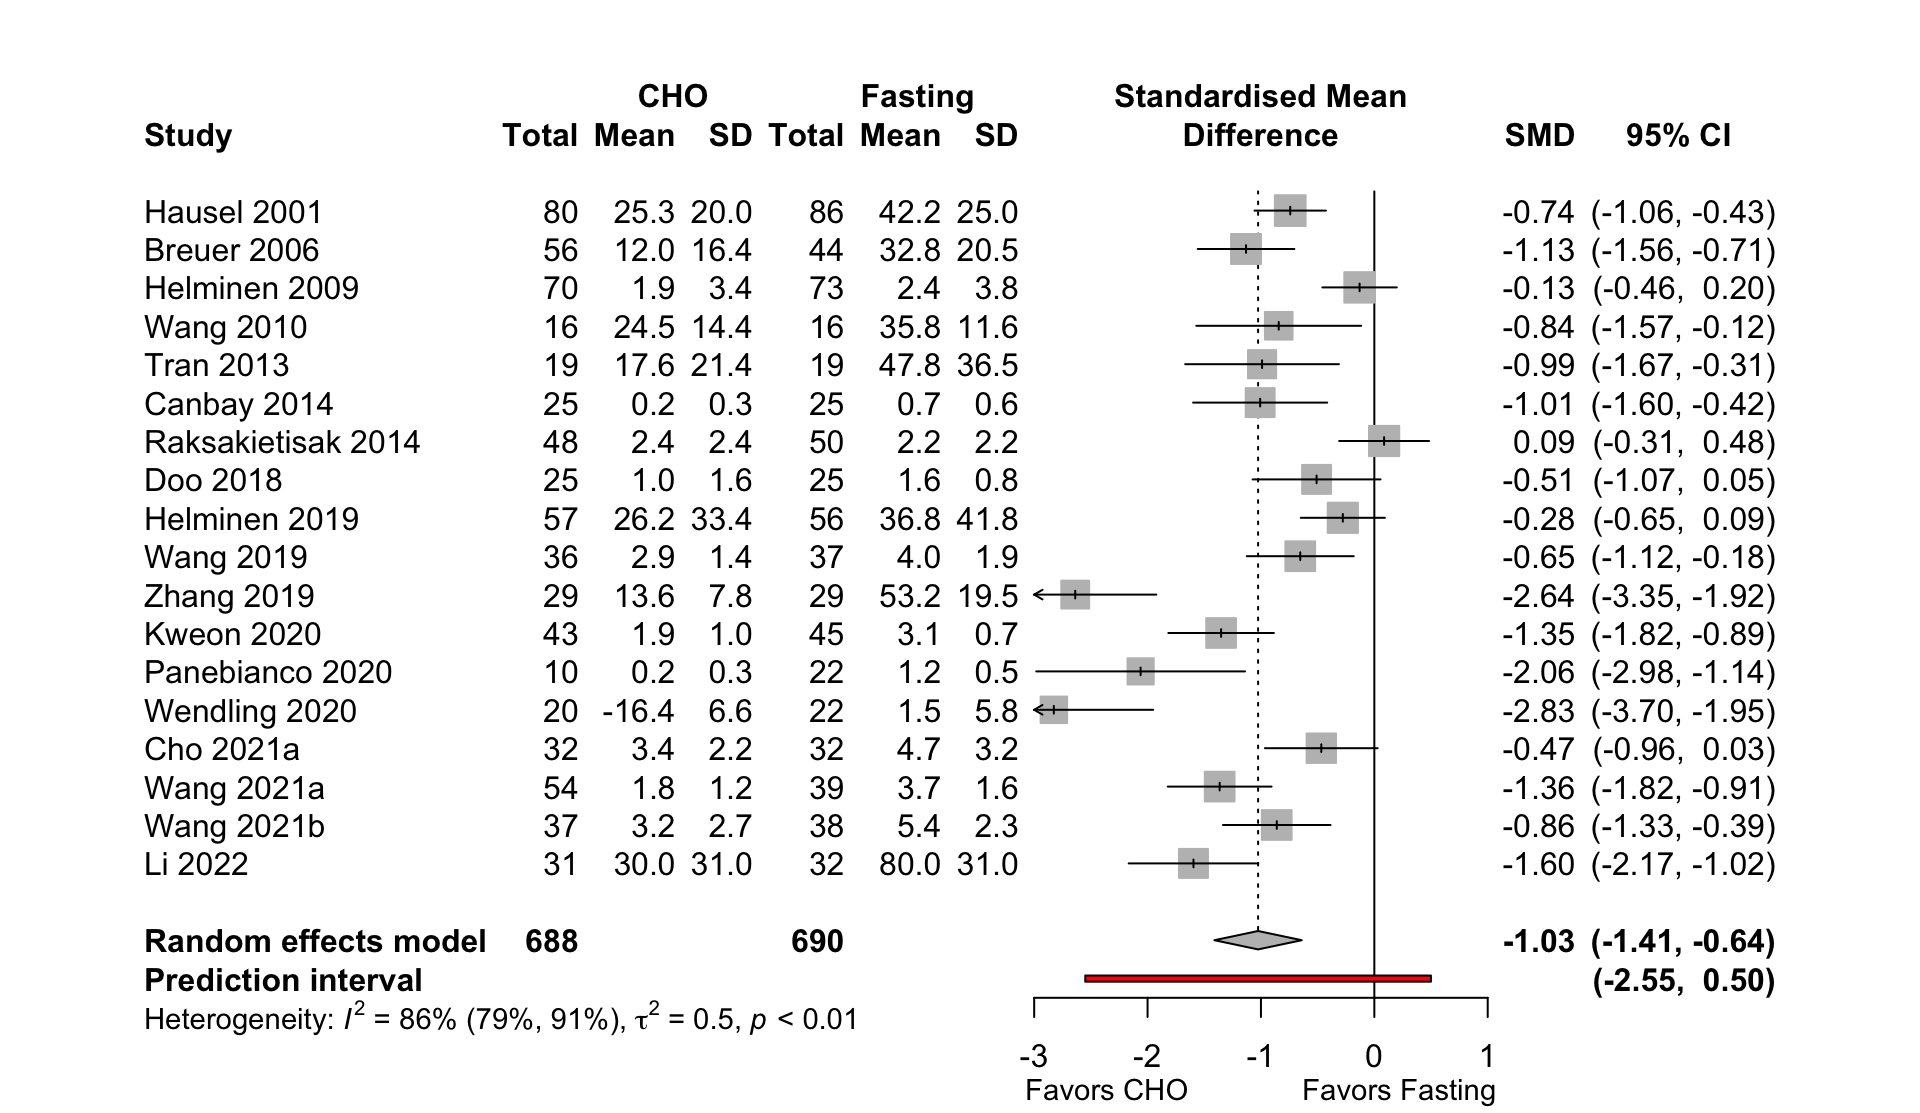 CHO Fasting Standardised Mean
Study Total Mean SD Total Mean SD Difference SMD 95% CI
Hausel 2001 80 25.3 20.0 86 42.2 25.0 -0.74 (-1.06, -0.43)
Breuer 2006 56 12.0 16.4 44 32.8 20.5 -1.13 (-1.56, -0.71)
Helminen 2009 70 1.9 3.4 73 2.4 3.8 -0.13 (-0.46, 0.20)
Wang 2010 16 24.5 14.4 16 35.8 11.6 -0.84 (-1.57, -0.12)
Tran 2013 19 17.6 21.4 19 47.8 36.5 -0.99 (-1.67, -0.31)
Canbay 2014 25 0.2 0.3 25 0.7 0.6 -1.01 (-1.60, -0.42)
Raksakietisak 2014 48 2.4 2.4 50 2.2 2.2 0.09 (-0.31, 0.48)
Doo 2018 25 1.0 1.6 25 1.6 0.8 -0.51 (-1.07, 0.05)
Helminen 2019 57 26.2 33.4 56 36.8 41.8 -0.28 (-0.65, 0.09)
Wang 2019 36 2.9 1.4 37 4.0 1.9 -0.65 (-1.12, -0.18)
Zhang 2019 29 13.6 7.8 29 53.2 19.5 -2.64 (-3.35, -1.92)
Kweon 2020 43 1.9 1.0 45 3.1 0.7 -1.35 (-1.82, -0.89)
Panebianco 2020 10 0.2 0.3 22 1.2 0.5 -2.06 (-2.98, -1.14)
Wendling 2020 20 -16.4 6.6 22 1.5 5.8 -2.83 (-3.70, -1.95)
Cho 2021a 32 3.4 2.2 32 4.7 3.2 -0.47 (-0.96, 0.03)
Wang 2021a 54 1.8 1.2 39 3.7 1.6 -1.36 (-1.82, -0.91)
Wang 2021b 37 3.2 2.7 38 5.4 2.3 -0.86 (-1.33, -0.39)
Li 2022 31 30.0 31.0 32 80.0 31.0 -1.60 (-2.17, -1.02)
Random effects model 688 690 -1.03 (-1.41, -0.64)
Prediction interval (-2.55, 0.50)
Heterogeneity: I² = 86% (79%, 91%), τ² = 0.5, p < 0.01
-3 -2 -1 0 1
Favors CHO Favors Fasting